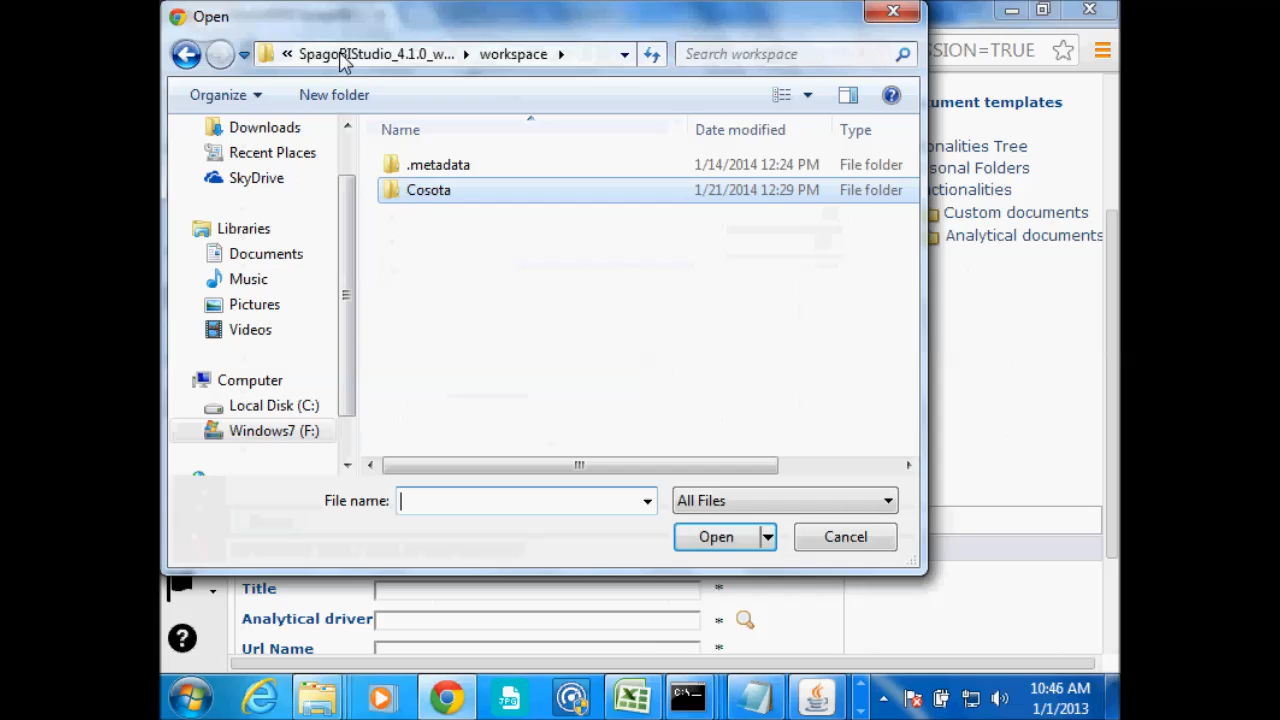 Open
« SpagoBIStudio_4.1.0_w... workspace
Search workspace
SSION=TRUE
Organize
New folder
cument templates
Name
Date modified
Type
Downloads
Recent Places
SkyDrive
.metadata
1/14/2014 12:24 PM
File folder
Cosota
1/21/2014 12:29 PM
File folder
onalities Tree
sonal Folders
ctionalities
Custom documents
Analytical documents
Libraries
Documents
Music
Pictures
Videos
Computer
Local Disk (C:)
Windows7 (F:)
File name:
All Files
Open
Cancel
Title
*
Analytical driver
*
Url Name
*
?
JPG
C:\_
10:46 AM
1/1/2013